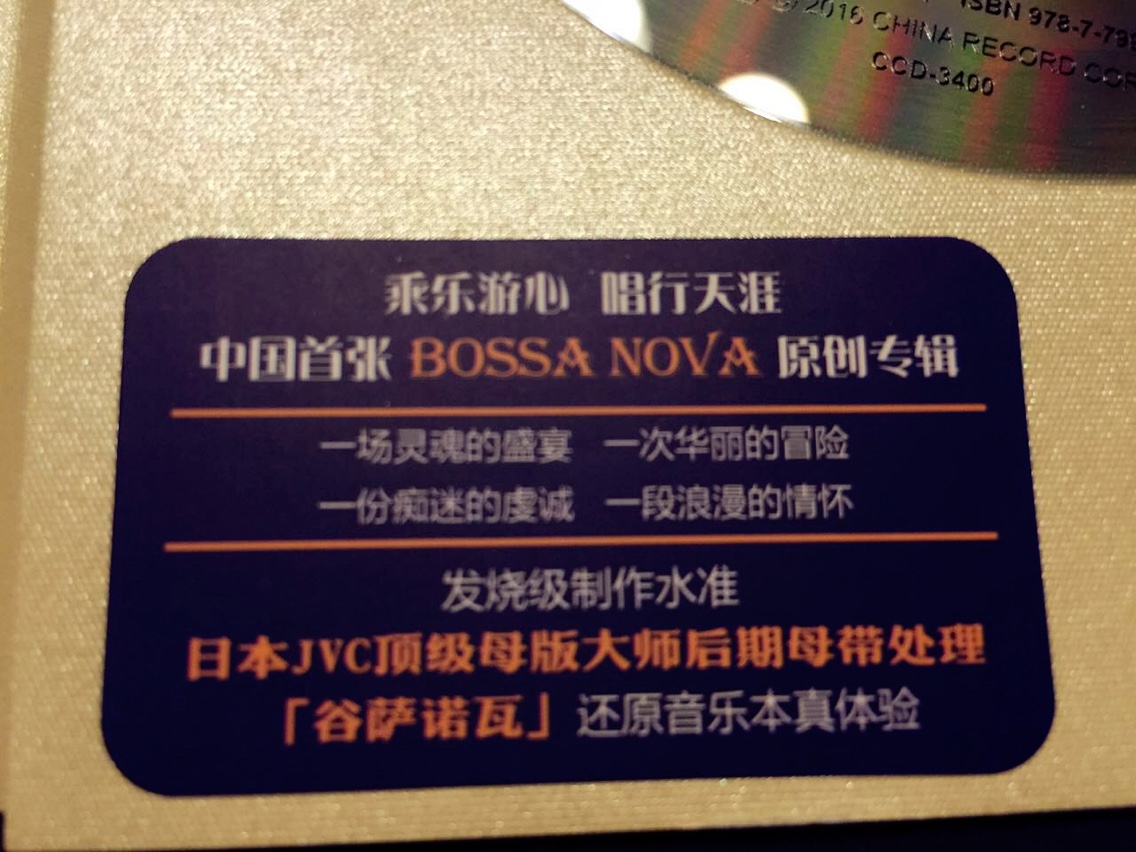 ISBN 978-7-799
2016 CHINA RECORD COR
CCD-3400
乘乐游心 唱行天涯
中国首张 BOSSA NOVA 原创专辑
一场灵魂的盛宴 一次华丽的冒险
一份痴迷的虔诚 一段浪漫的情怀
发烧级制作水准
日本JVC顶级母版大师后期母带处理
「谷萨诺瓦」还原音乐本真体验